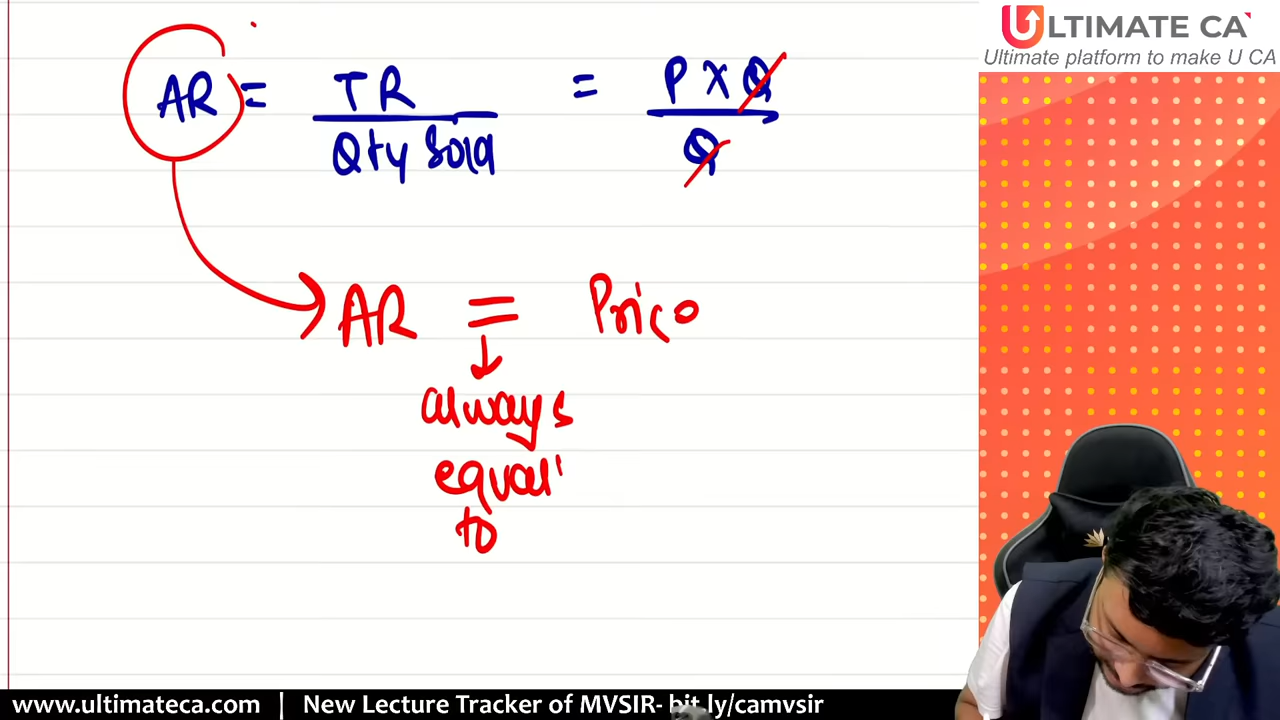 ULTIMATE CA
Ultimate platform to make U CA
AR = TR / Qty Sold = P X Q / Q
AR = Price
always
equal
to
www.ultimateca.com | New Lecture Tracker of MVSIR- bit.ly/camvsir